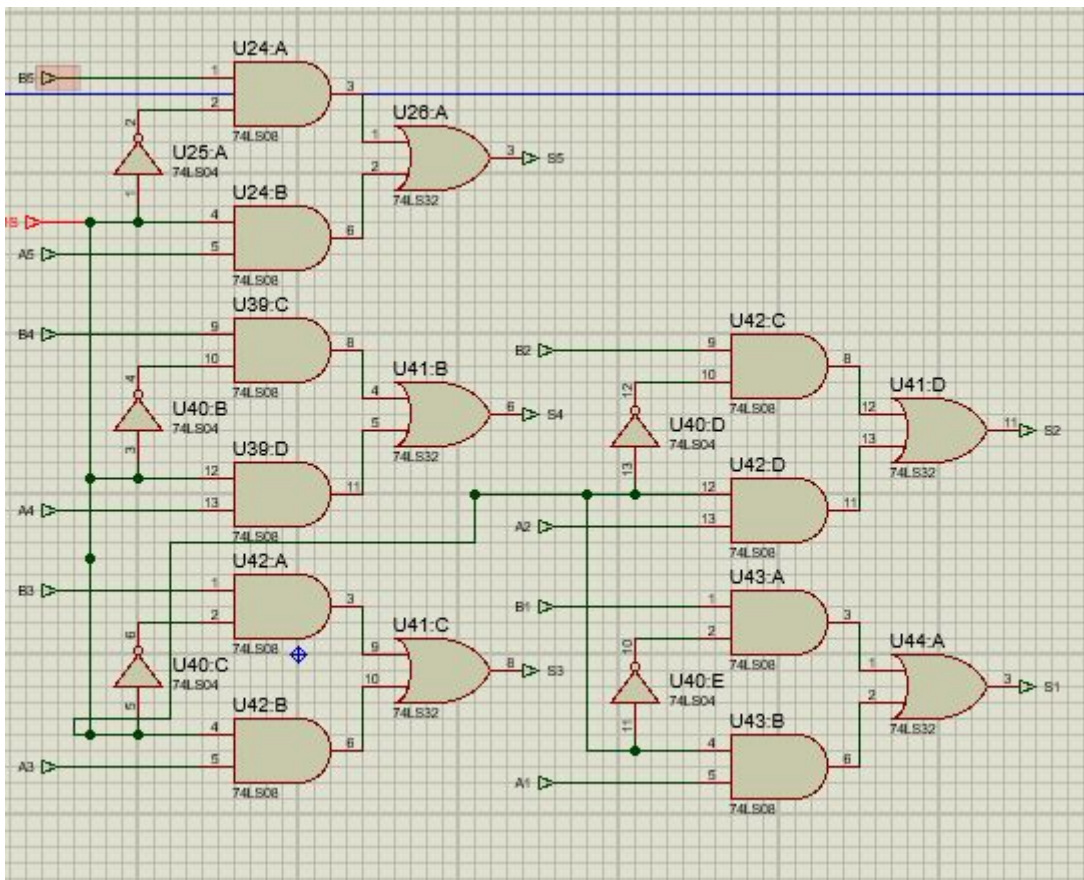 U24:A
B5
1
3
2
74LS08
U26:A
2
1
U25:A
3
S5
74LS04
2
1
U24:B
74LS32
S
4
6
A5
5
74LS08
U39:C
B4
9
8
10
74LS08
U41:B
4
4
U40:B
6
S4
74LS04
5
3
U39:D
74LS32
12
11
A4
13
74LS08
U42:A
B3
1
3
2
74LS08
U41:C
6
9
U40:C
8
S3
74LS04
10
5
U42:B
74LS32
4
6
A3
5
74LS08
U42:C
B2
9
8
10
74LS08
U41:D
12
12
U40:D
11
S2
74LS04
13
13
U42:D
74LS32
12
11
A2
13
74LS08
U43:A
B1
1
3
2
74LS08
U44:A
10
1
U40:E
3
S1
74LS04
2
11
U43:B
74LS32
4
6
A1
5
74LS08